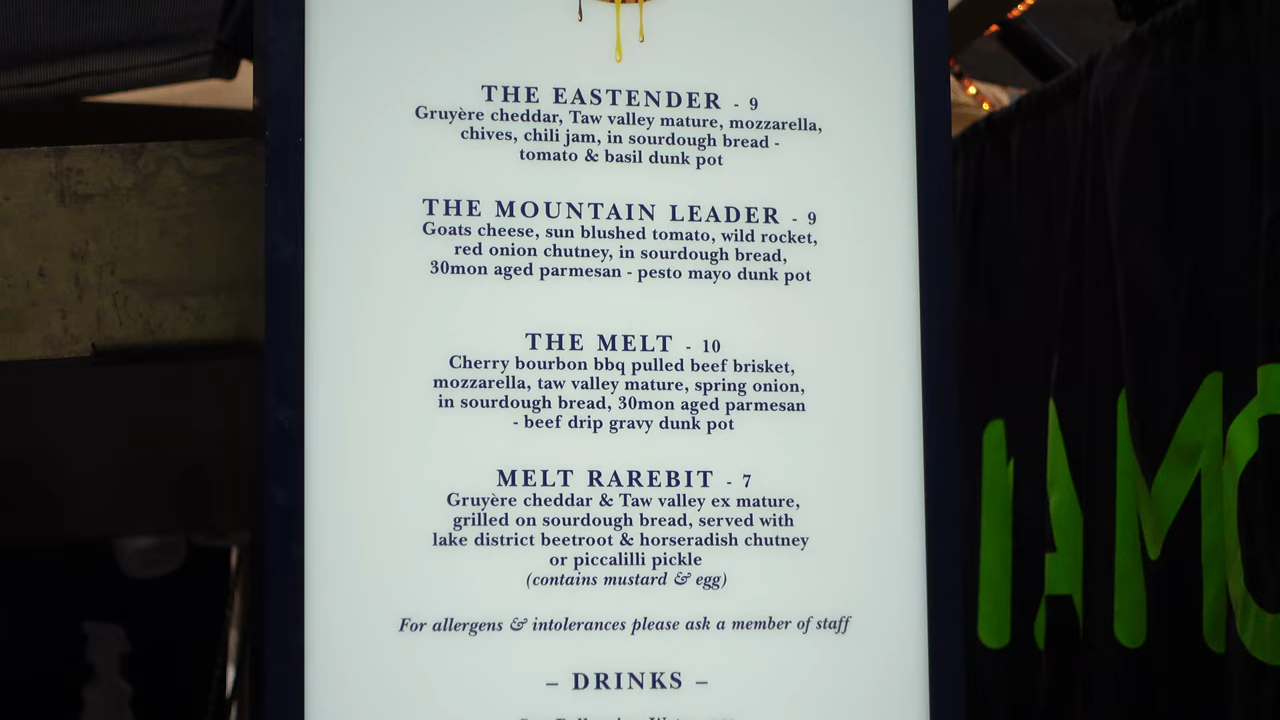 THE EASTENDER - 9
Gruyère cheddar, Taw valley mature, mozzarella,
chives, chili jam, in sourdough bread -
tomato & basil dunk pot
THE MOUNTAIN LEADER - 9
Goats cheese, sun blushed tomato, wild rocket,
red onion chutney, in sourdough bread,
30mon aged parmesan - pesto mayo dunk pot
THE MELT - 10
Cherry bourbon bbq pulled beef brisket,
mozzarella, taw valley mature, spring onion,
in sourdough bread, 30mon aged parmesan
- beef drip gravy dunk pot
MELT RAREBIT - 7
Gruyère cheddar & Taw valley ex mature,
grilled on sourdough bread, served with
lake district beetroot & horseradish chutney
or piccalilli pickle
(contains mustard & egg)
For allergens & intolerances please ask a member of staff
– DRINKS –